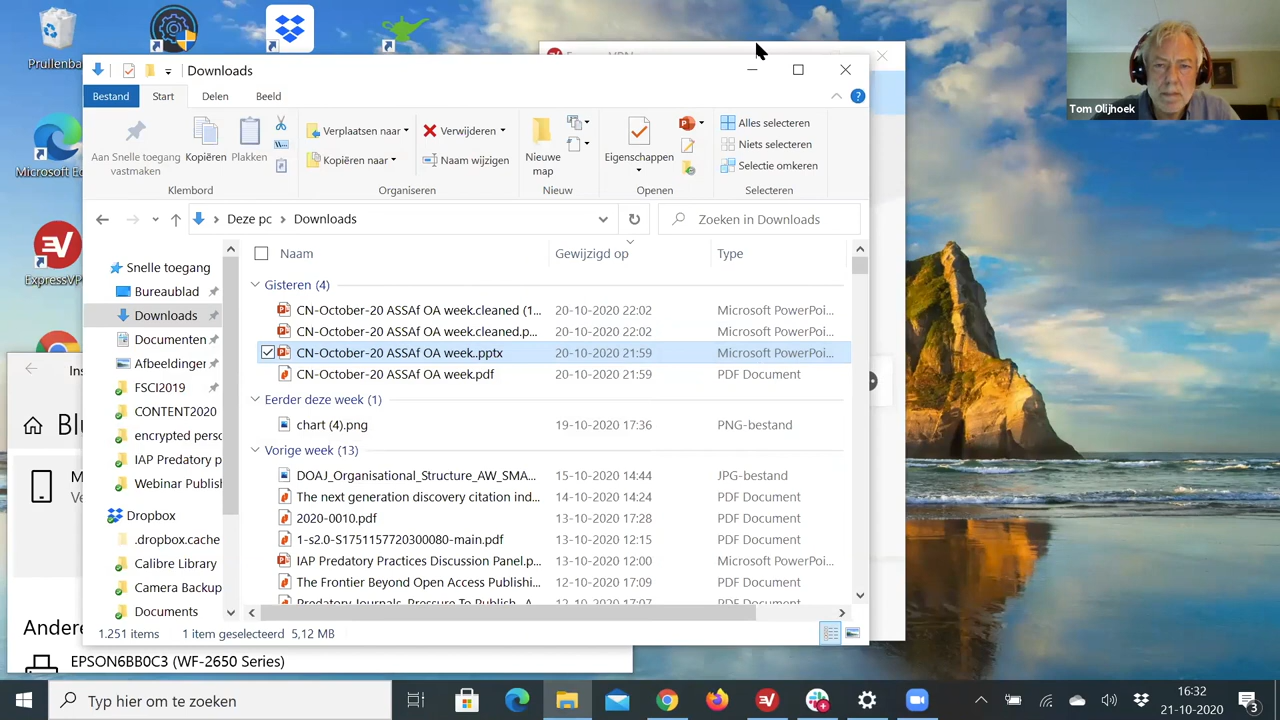 Prullenba
Microsoft Ed
ExpressVP
Tom Olijhoek
Downloads
Bestand
Start
Delen
Beeld
Aan Snelle toegang
vastmaken
Kopiëren
Plakken
Klembord
Verplaatsen naar
Kopiëren naar
Verwijderen
Naam wijzigen
Organiseren
Nieuwe
map
Nieuw
Eigenschappen
Openen
Alles selecteren
Niets selecteren
Selectie omkeren
Selecteren
Deze pc > Downloads
Zoeken in Downloads
Snelle toegang
Bureaublad
Downloads
Documenten
Afbeeldingen
FSCI2019
CONTENT2020
encrypted perso
IAP Predatory p
Webinar Publish
Dropbox
.dropbox.cache
Calibre Library
Camera Backup
Documents
Naam Gewijzigd op Type
Gisteren (4)
CN-October-20 ASSAf OA week.cleaned (1... 20-10-2020 22:02 Microsoft PowerPoi...
CN-October-20 ASSAf OA week.cleaned.p... 20-10-2020 22:02 Microsoft PowerPoi...
CN-October-20 ASSAf OA week..pptx 20-10-2020 21:59 Microsoft PowerPoi...
CN-October-20 ASSAf OA week.pdf 20-10-2020 21:59 PDF Document
Eerder deze week (1)
chart (4).png 19-10-2020 17:36 PNG-bestand
Vorige week (13)
DOAJ_Organisational_Structure_AW_SMA... 15-10-2020 14:44 JPG-bestand
The next generation discovery citation ind... 14-10-2020 14:24 PDF Document
2020-0010.pdf 13-10-2020 17:28 PDF Document
1-s2.0-S1751157720300080-main.pdf 13-10-2020 12:15 PDF Document
IAP Predatory Practices Discussion Panel.p... 13-10-2020 12:00 Microsoft PowerPoi...
The Frontier Beyond Open Access Publishi... 12-10-2020 17:09 PDF Document
1.251 items 1 item geselecteerd 5,12 MB
Ins
Blu
M
Ve
Andere
EPSON6BB0C3 (WF-2650 Series)
Typ hier om te zoeken
16:32
21-10-2020
3